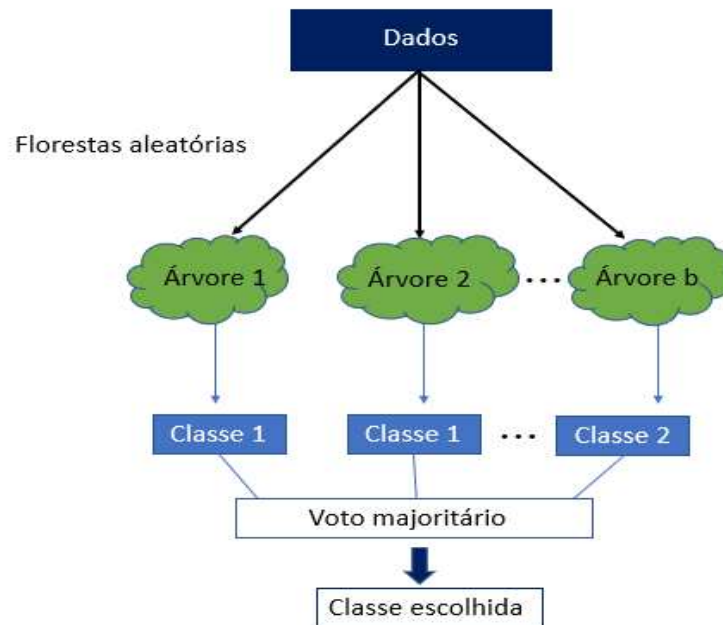 Dados
Florestas aleatórias
Árvore 1
Árvore 2
...
Árvore b
Classe 1
Classe 1
...
Classe 2
Voto majoritário
Classe escolhida